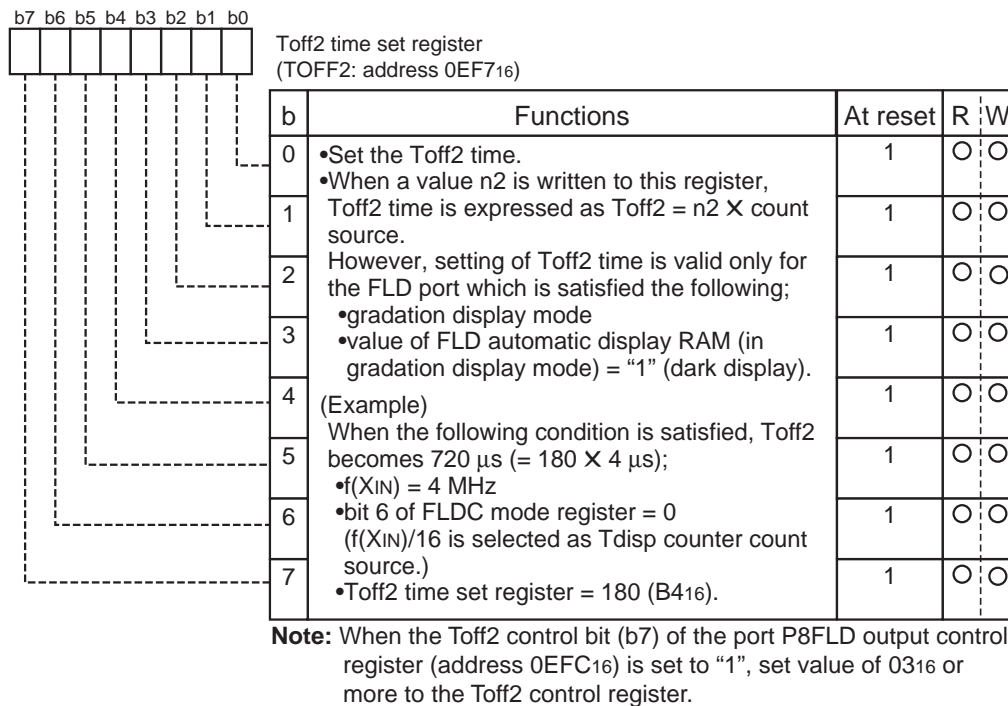 b7 b6 b5 b4 b3 b2 b1 b0
Toff2 time set register
(TOFF2: address 0EF716)
b Functions At reset R W
0 •Set the Toff2 time. 1 O O
•When a value n2 is written to this register,
1 Toff2 time is expressed as Toff2 = n2 X count 1 O O
source.
However, setting of Toff2 time is valid only for
2 the FLD port which is satisfied the following; 1 O O
•gradation display mode
3 •value of FLD automatic display RAM (in 1 O O
gradation display mode) = “1” (dark display).
4 (Example) 1 O O
When the following condition is satisfied, Toff2
5 becomes 720 μs (= 180 X 4 μs); 1 O O
•f(XIN) = 4 MHz
6 •bit 6 of FLDC mode register = 0 1 O O
(f(XIN)/16 is selected as Tdisp counter count
source.)
7 •Toff2 time set register = 180 (B416). 1 O O
Note: When the Toff2 control bit (b7) of the port P8FLD output control
register (address 0EFC16) is set to “1”, set value of 0316 or
more to the Toff2 control register.